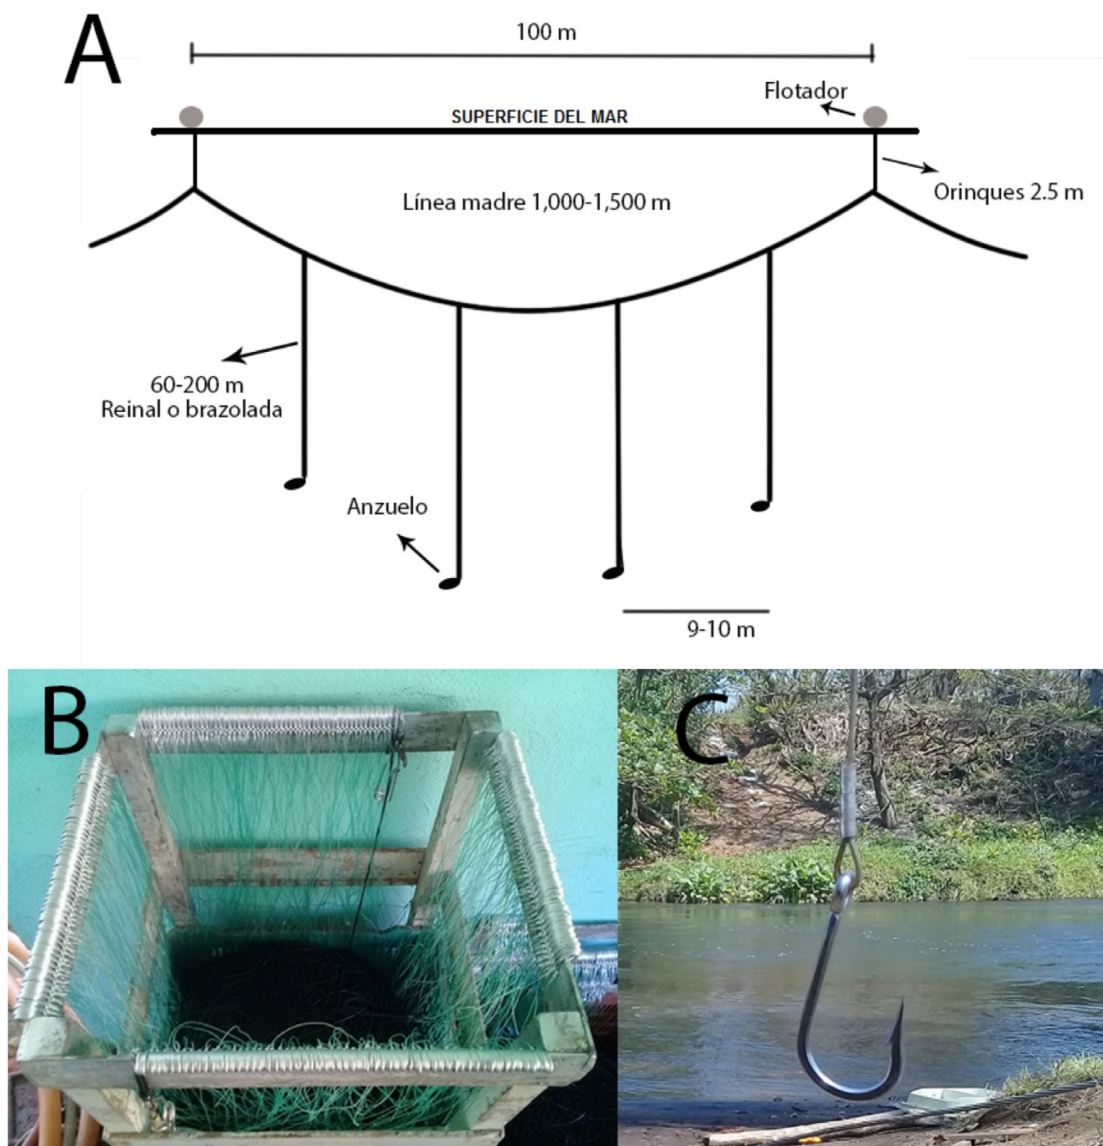 A
100 m
Flotador
SUPERFICIE DEL MAR
Orinques 2.5 m
Línea madre 1,000-1,500 m
60-200 m
Reinal o brazolada
Anzuelo
9-10 m
B
C